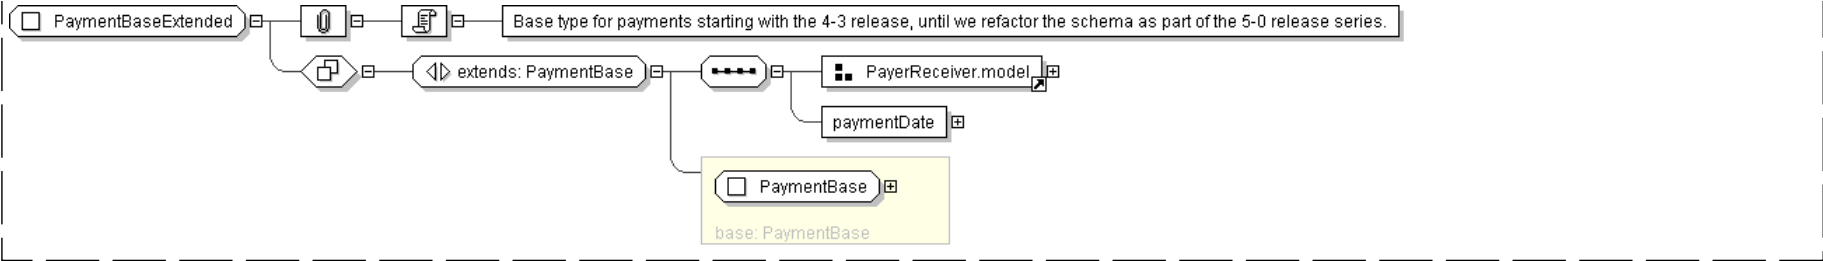 PaymentBaseExtended
Base type for payments starting with the 4-3 release, until we refactor the schema as part of the 5-0 release series.
extends: PaymentBase
PayerReceiver.model
paymentDate
PaymentBase
base: PaymentBase